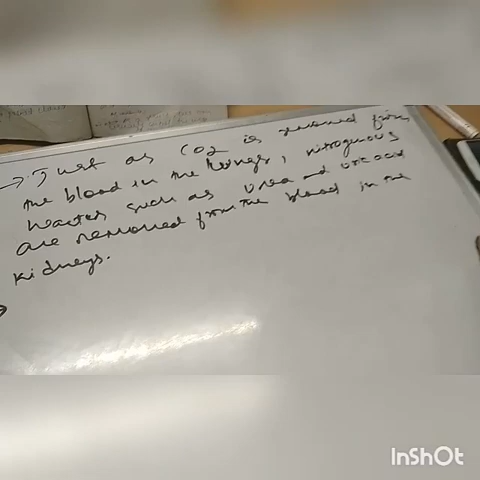 → Just as CO2 is removed from
the blood in the lungs, nitrogenous
wastes such as urea and uric acid
are removed from the blood in the
kidneys.
InShOt